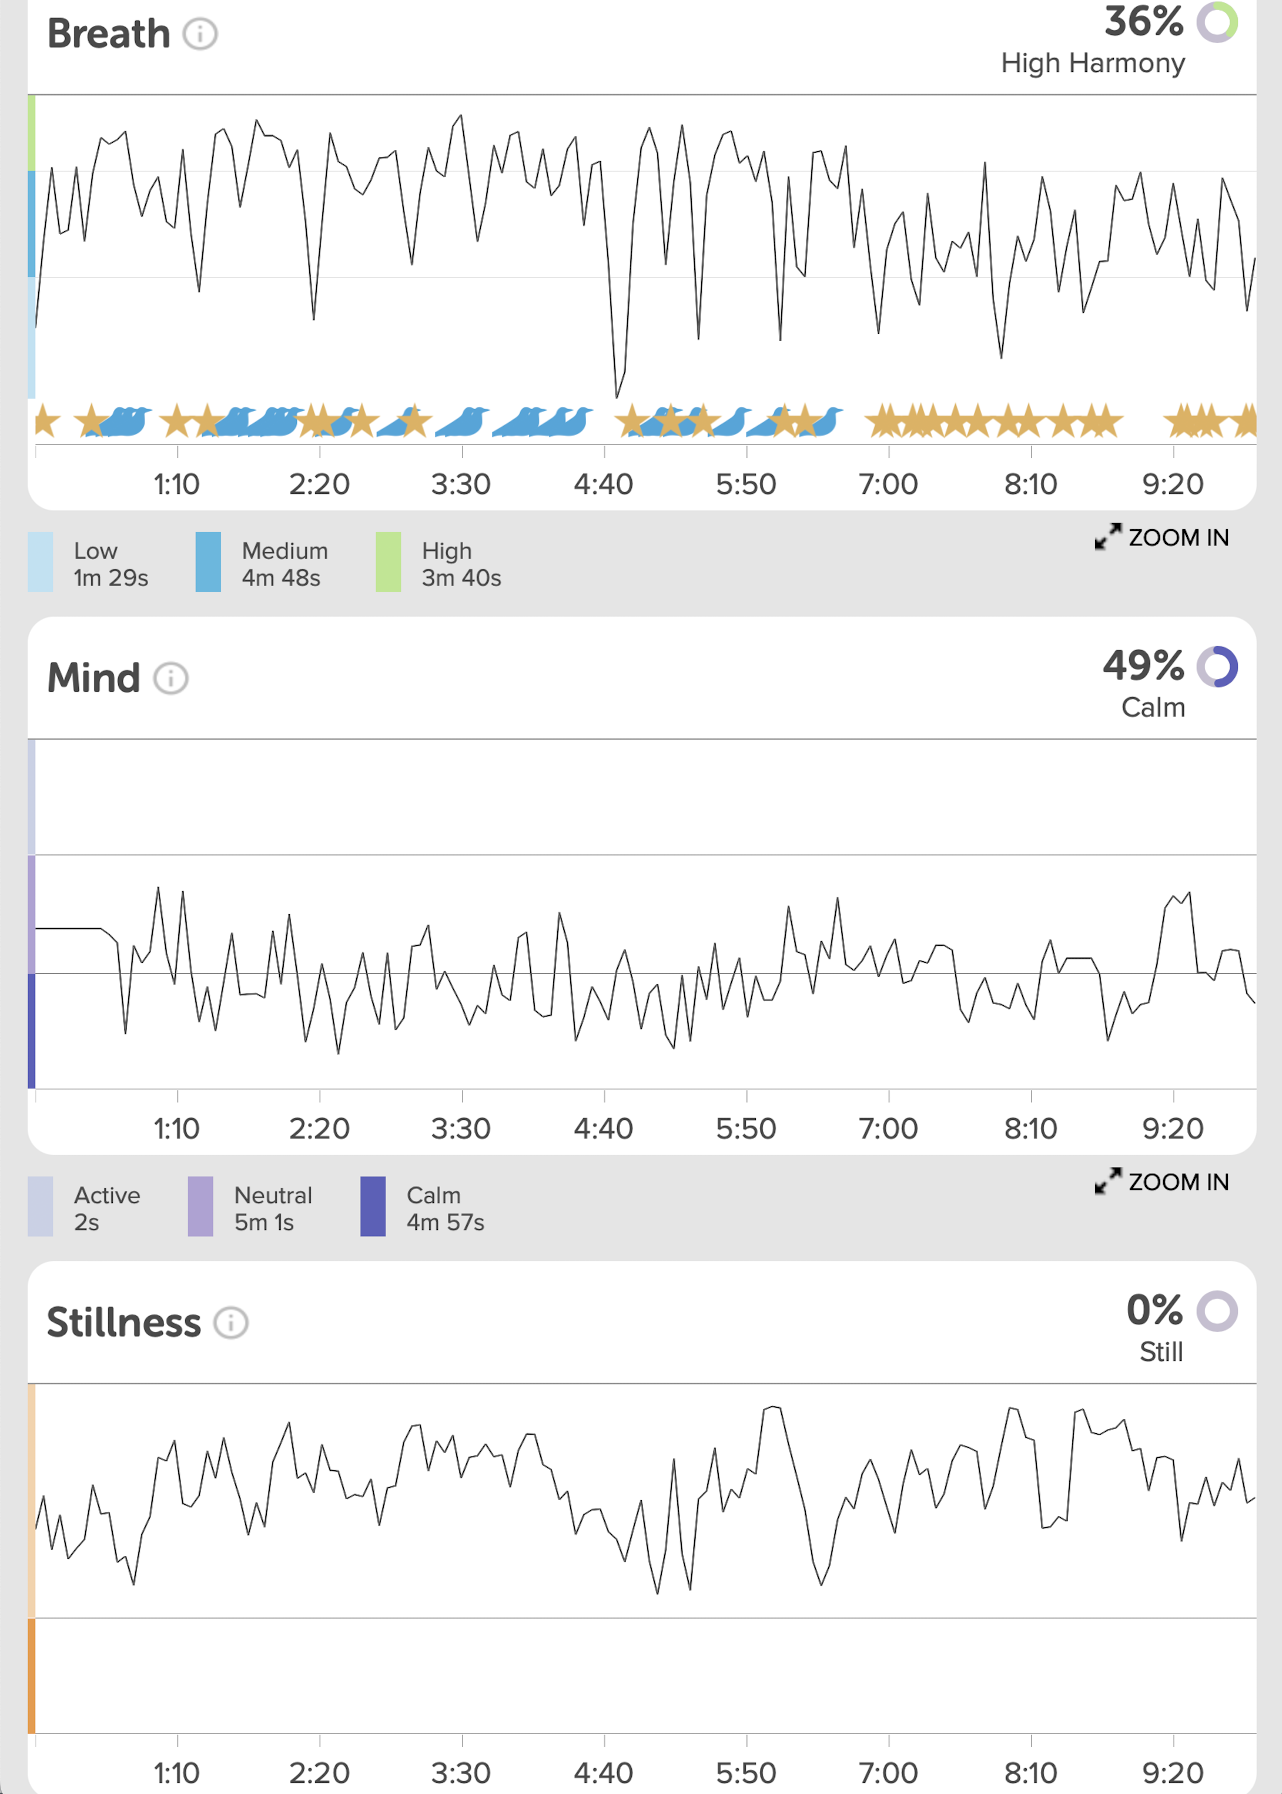 Breath
36%
High Harmony
1:10 2:20 3:30 4:40 5:50 7:00 8:10 9:20
Low Medium High
1m 29s 4m 48s 3m 40s
ZOOM IN
Mind
49%
Calm
1:10 2:20 3:30 4:40 5:50 7:00 8:10 9:20
Active Neutral Calm
2s 5m 1s 4m 57s
ZOOM IN
Stillness
0%
Still
1:10 2:20 3:30 4:40 5:50 7:00 8:10 9:20